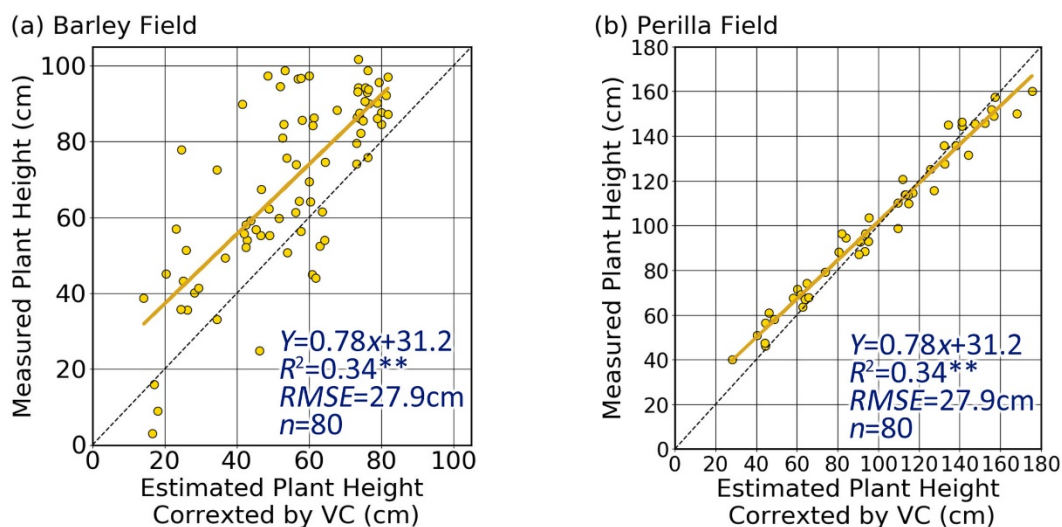 (a) Barley Field
Measured Plant Height (cm)
100
80
60
40
20
0
Y=0.78x+31.2
R²=0.34**
RMSE=27.9cm
n=80
0 20 40 60 80 100
Estimated Plant Height
Correxted by VC (cm)
(b) Perilla Field
Measured Plant Height (cm)
180
160
140
120
100
80
60
40
20
0
Y=0.78x+31.2
R²=0.34**
RMSE=27.9cm
n=80
0 20 40 60 80 100 120 140 160 180
Estimated Plant Height
Correxted by VC (cm)